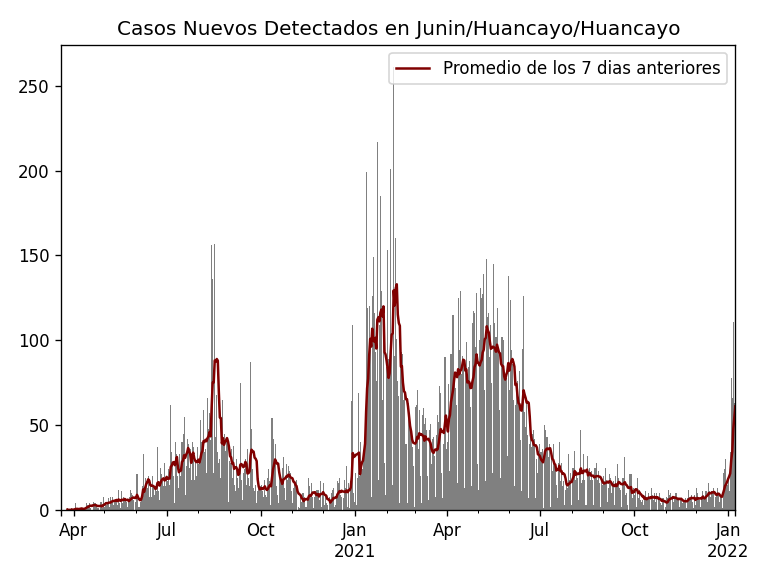 Casos Nuevos Detectados en Junin/Huancayo/Huancayo
Promedio de los 7 dias anteriores
250
200
150
100
50
0
Apr Jul Oct Jan Apr Jul Oct Jan
2021 2022